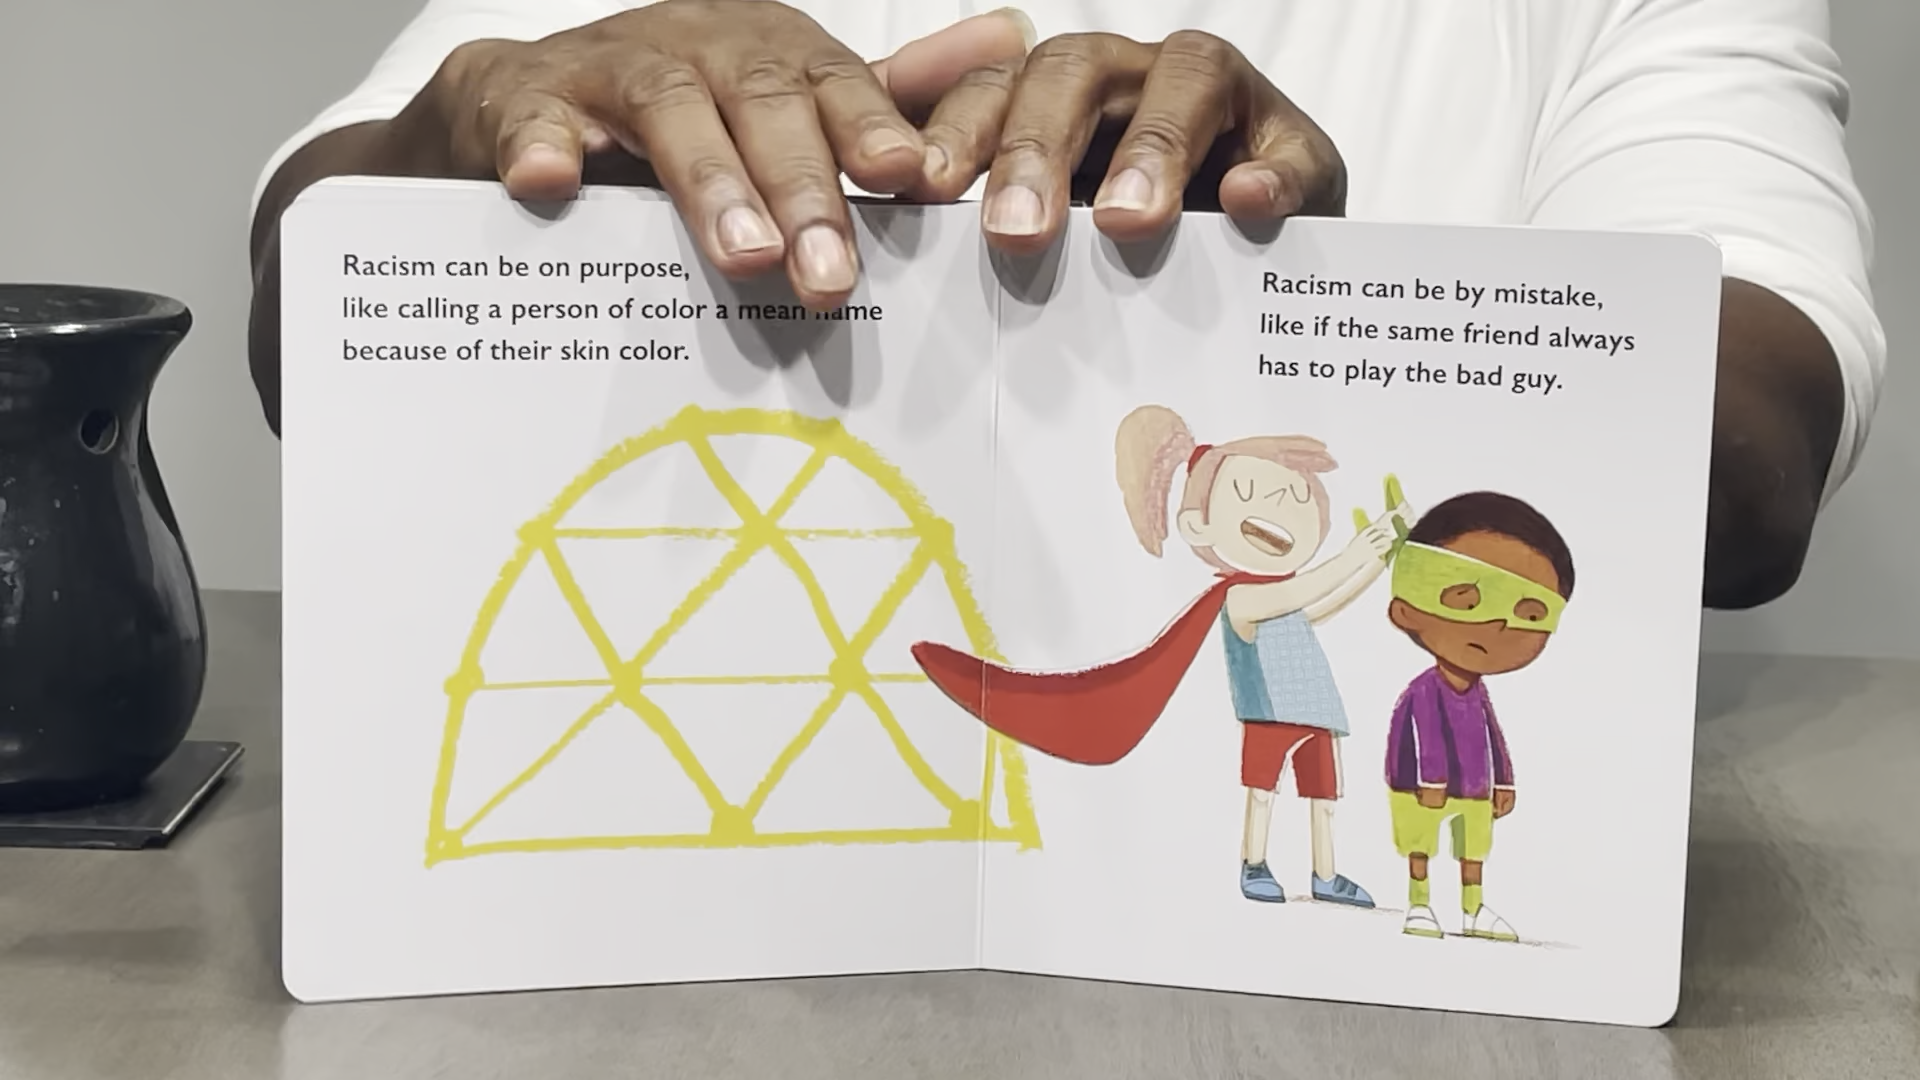 Racism can be on purpose,
like calling a person of color a mean name
because of their skin color.
Racism can be by mistake,
like if the same friend always
has to play the bad guy.